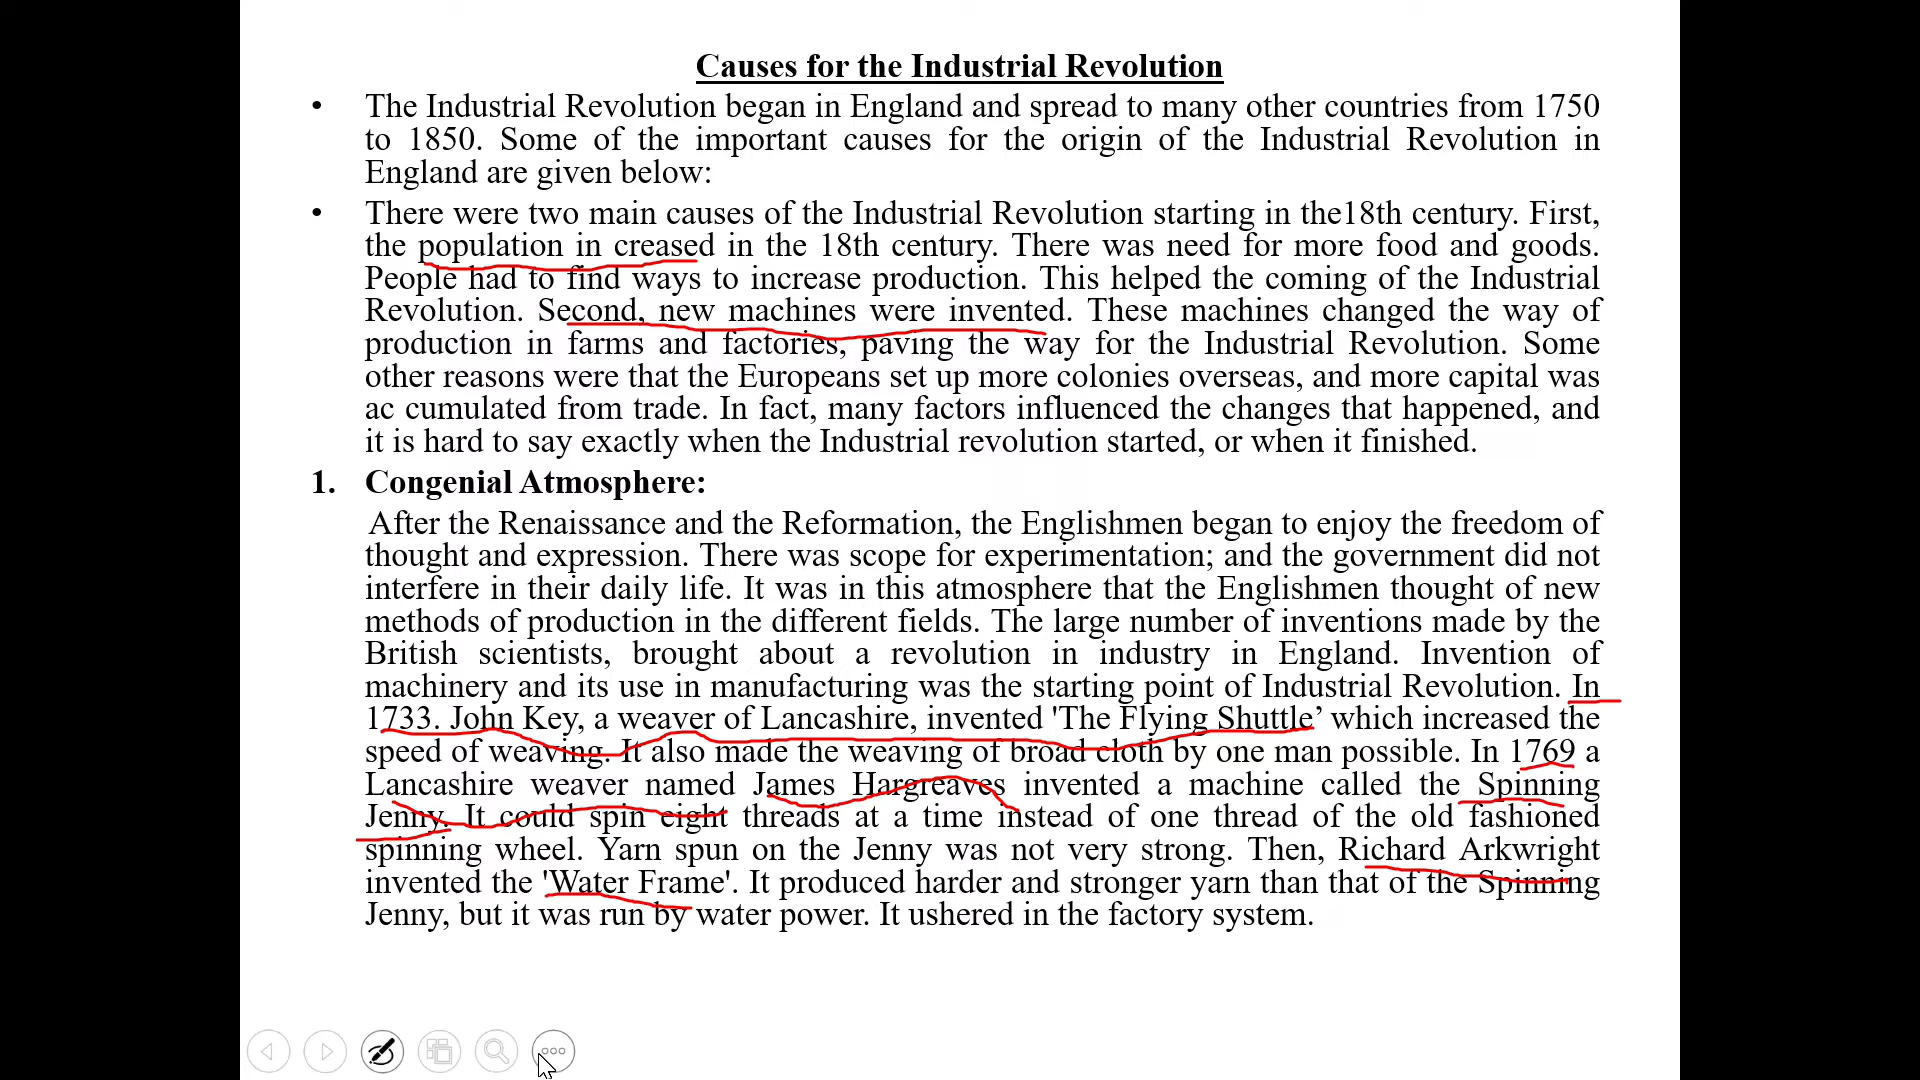 Causes for the Industrial Revolution
• The Industrial Revolution began in England and spread to many other countries from 1750
to 1850. Some of the important causes for the origin of the Industrial Revolution in
England are given below:
• There were two main causes of the Industrial Revolution starting in the18th century. First,
the population in creased in the 18th century. There was need for more food and goods.
People had to find ways to increase production. This helped the coming of the Industrial
Revolution. Second, new machines were invented. These machines changed the way of
production in farms and factories, paving the way for the Industrial Revolution. Some
other reasons were that the Europeans set up more colonies overseas, and more capital was
ac cumulated from trade. In fact, many factors influenced the changes that happened, and
it is hard to say exactly when the Industrial revolution started, or when it finished.
1. Congenial Atmosphere:
After the Renaissance and the Reformation, the Englishmen began to enjoy the freedom of
thought and expression. There was scope for experimentation; and the government did not
interfere in their daily life. It was in this atmosphere that the Englishmen thought of new
methods of production in the different fields. The large number of inventions made by the
British scientists, brought about a revolution in industry in England. Invention of
machinery and its use in manufacturing was the starting point of Industrial Revolution. In
1733. John Key, a weaver of Lancashire, invented 'The Flying Shuttle’ which increased the
speed of weaving. It also made the weaving of broad cloth by one man possible. In 1769 a
Lancashire weaver named James Hargreaves invented a machine called the Spinning
Jenny. It could spin eight threads at a time instead of one thread of the old fashioned
spinning wheel. Yarn spun on the Jenny was not very strong. Then, Richard Arkwright
invented the 'Water Frame'. It produced harder and stronger yarn than that of the Spinning
Jenny, but it was run by water power. It ushered in the factory system.